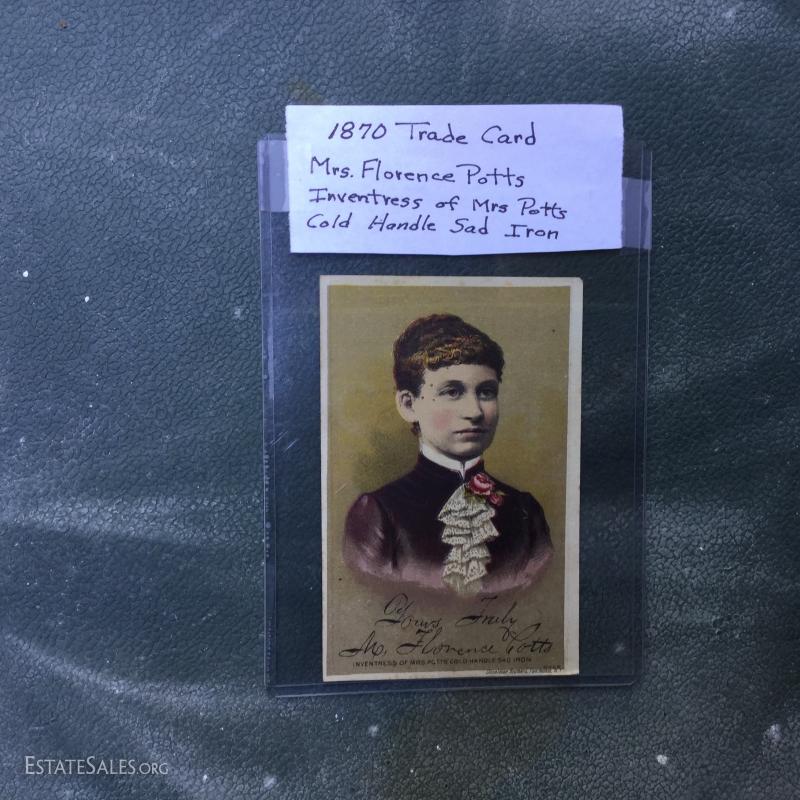 1870 Trade Card
Mrs. Florence Potts
Inventress of Mrs Potts
Cold Handle Sad Iron
Yours Truly
M. Florence Potts
INVENTRESS OF MRS. POTTS COLD HANDLE SAD IRON
ESTATESALES.ORG